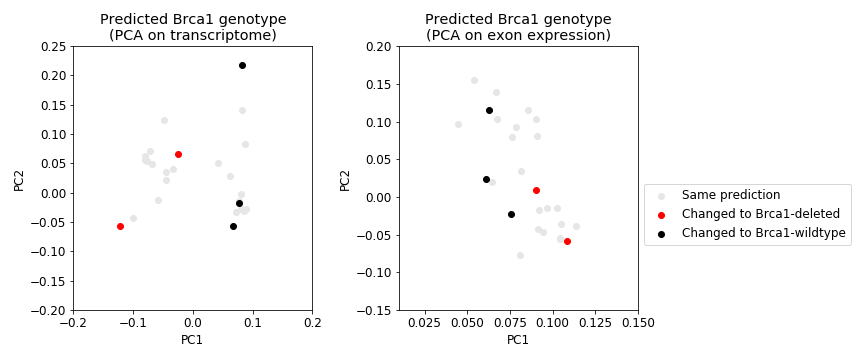 Predicted Brca1 genotype
(PCA on transcriptome)
0.25
0.20
0.15
0.10
0.05
0.00
−0.05
−0.10
−0.15
−0.20
PC2
−0.2
−0.1
0.0
0.1
0.2
PC1
Predicted Brca1 genotype
(PCA on exon expression)
0.20
0.15
0.10
0.05
0.00
−0.05
−0.10
−0.15
PC2
0.025
0.050
0.075
0.100
0.125
0.150
PC1
Same prediction
Changed to Brca1-deleted
Changed to Brca1-wildtype